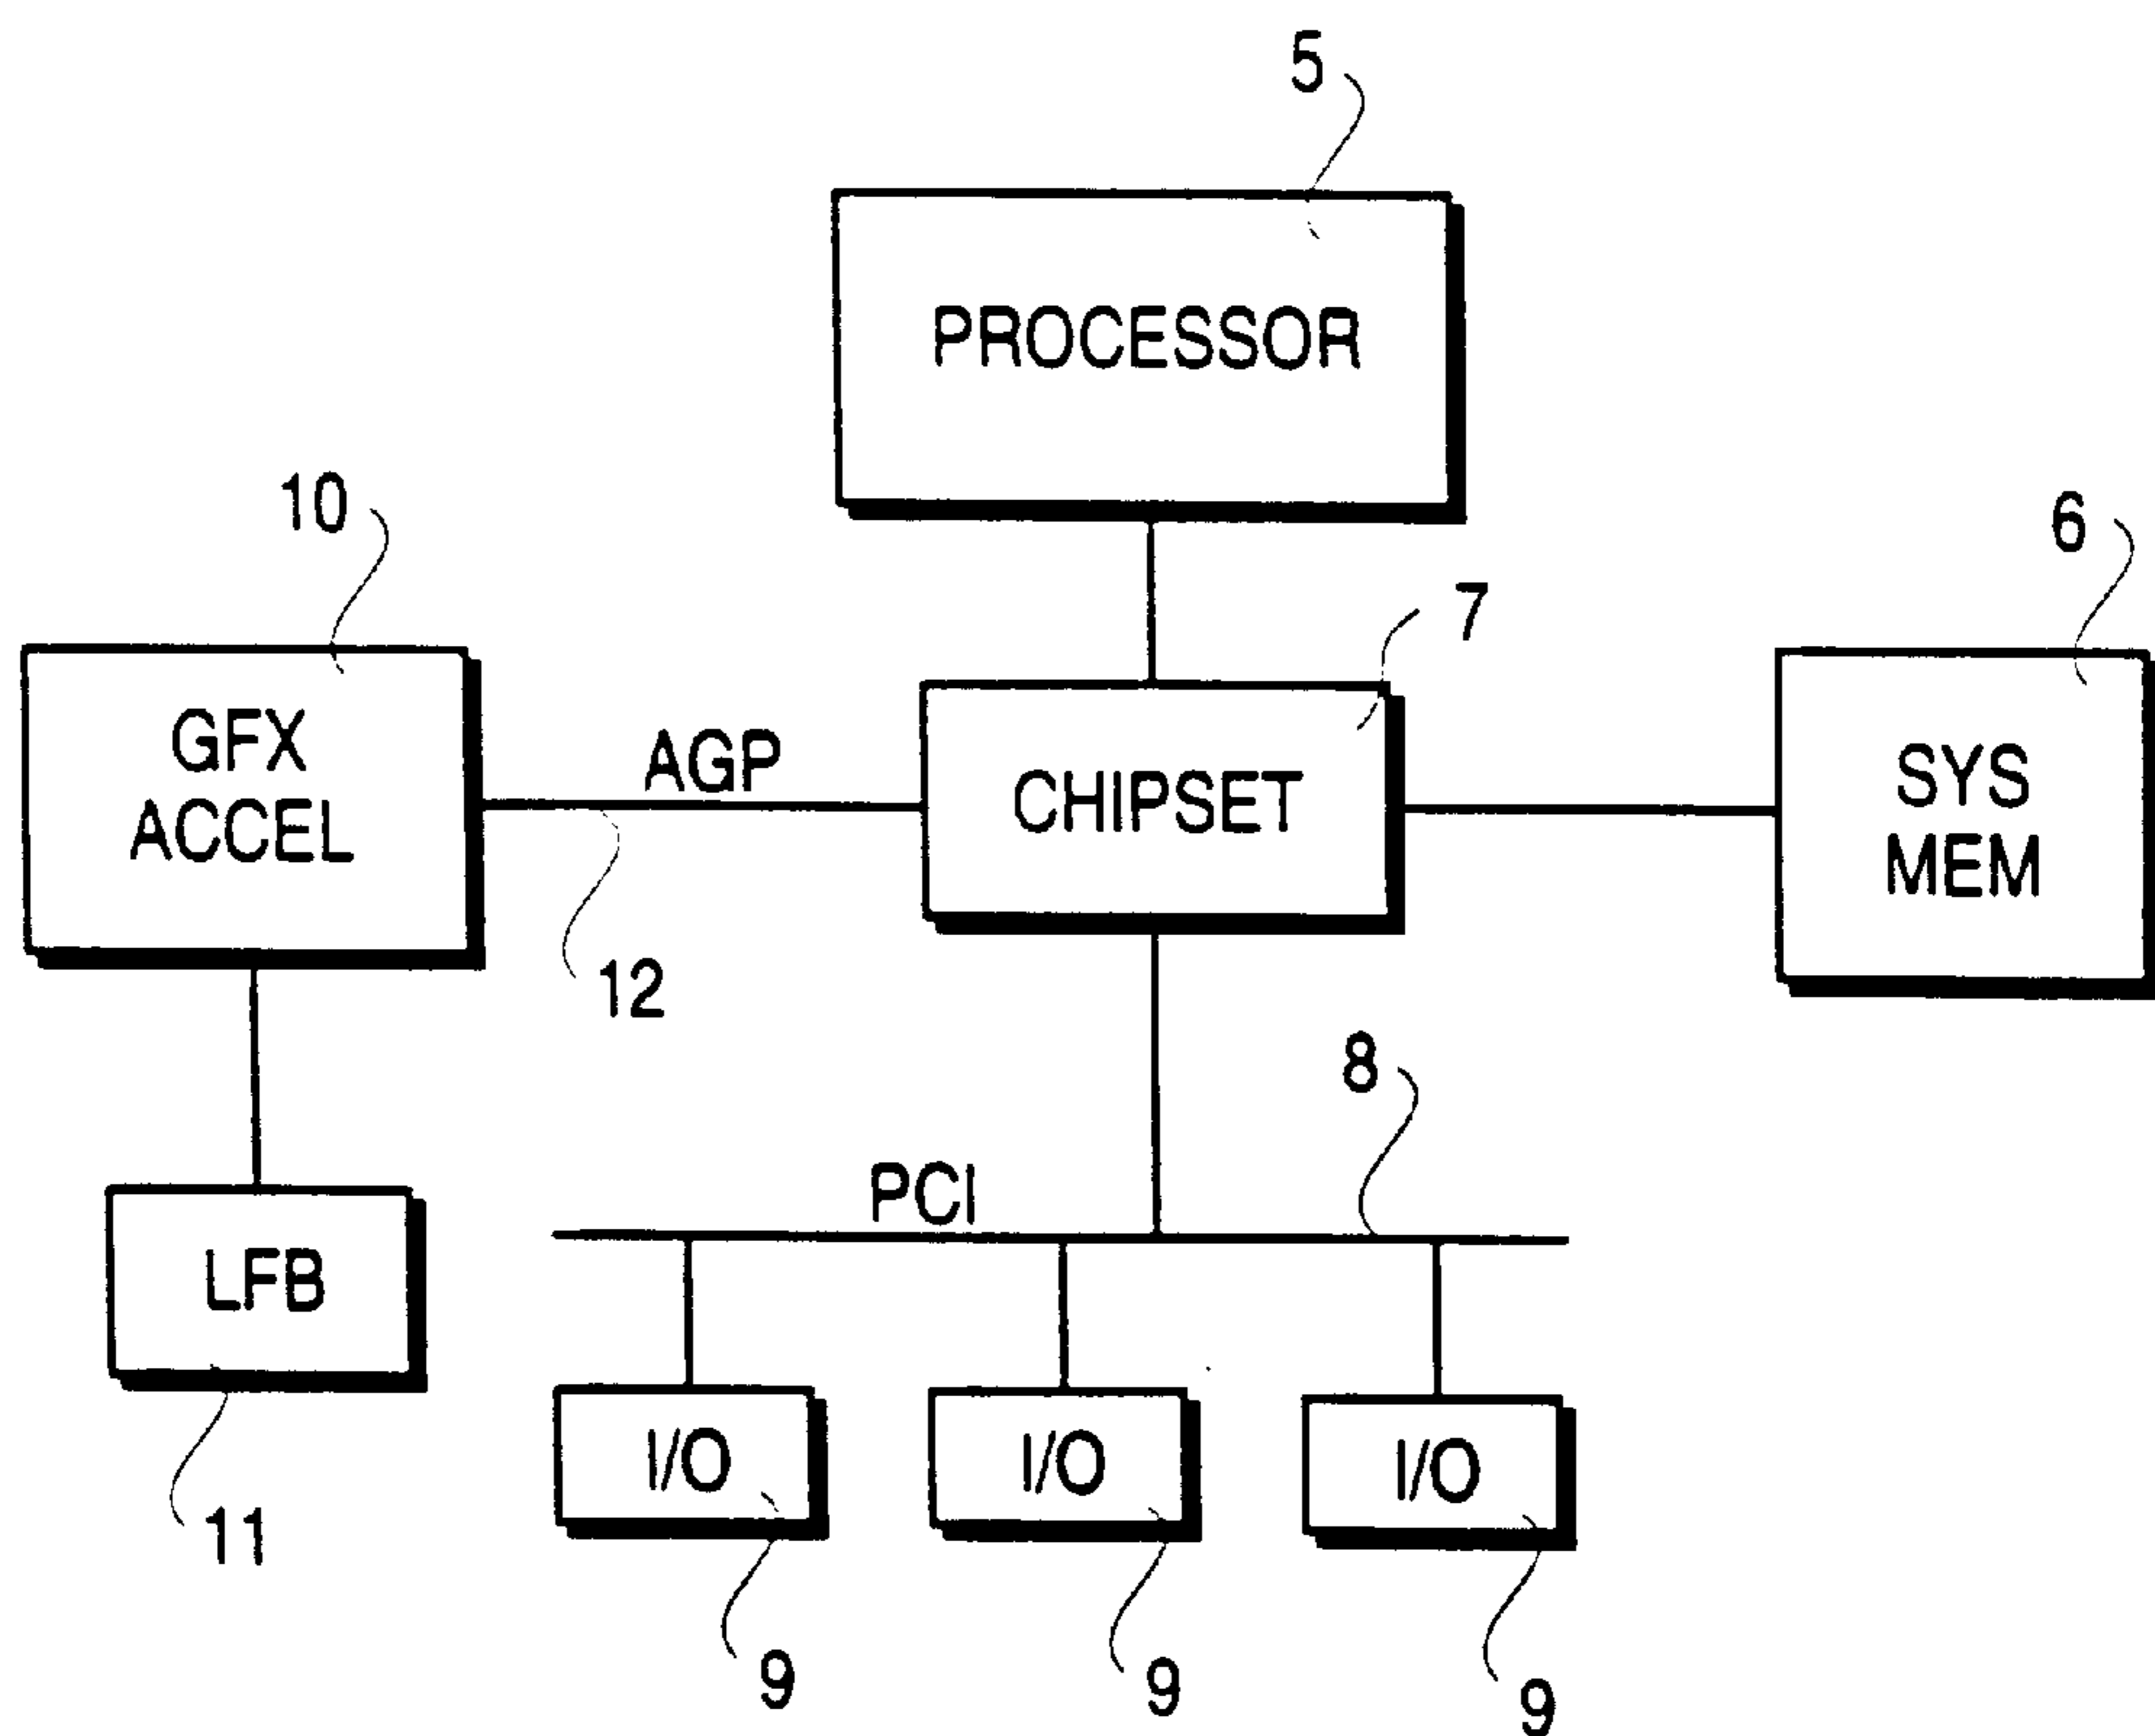 5
PROCESSOR
10
6
7
GFX
ACCEL
AGP
CHIPSET
SYS
MEM
12
8
PCI
LFB
I/O
I/O
I/O
11
9
9
9